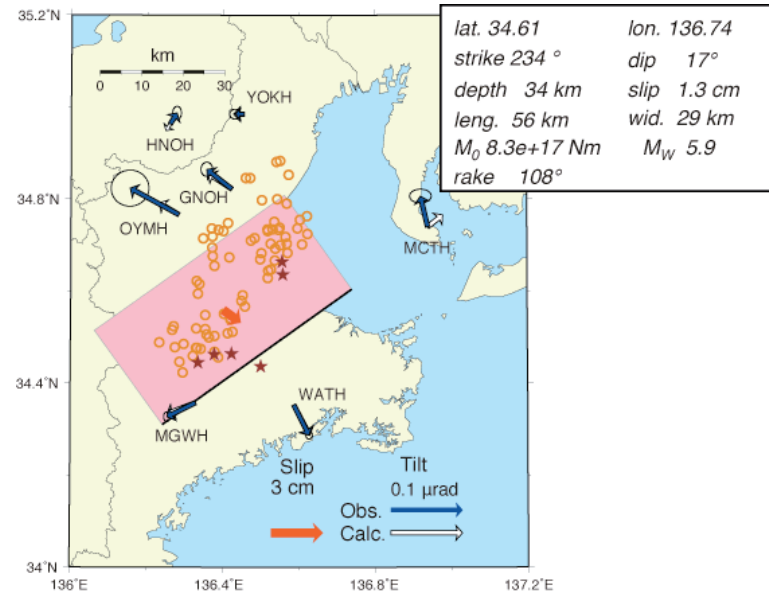 35.2˚N
34.8˚N
34.4˚N
34˚N
136˚E
136.4˚E
136.8˚E
137.2˚E
km
0 10 20 30
YOKH
HNOH
GNOH
OYMH
MCTH
WATH
MGWH
Slip
3 cm
Tilt
0.1 µrad
Obs.
Calc.
lat. 34.61 lon. 136.74
strike 234 ° dip 17°
depth 34 km slip 1.3 cm
leng. 56 km wid. 29 km
M0 8.3e+17 Nm MW 5.9
rake 108°